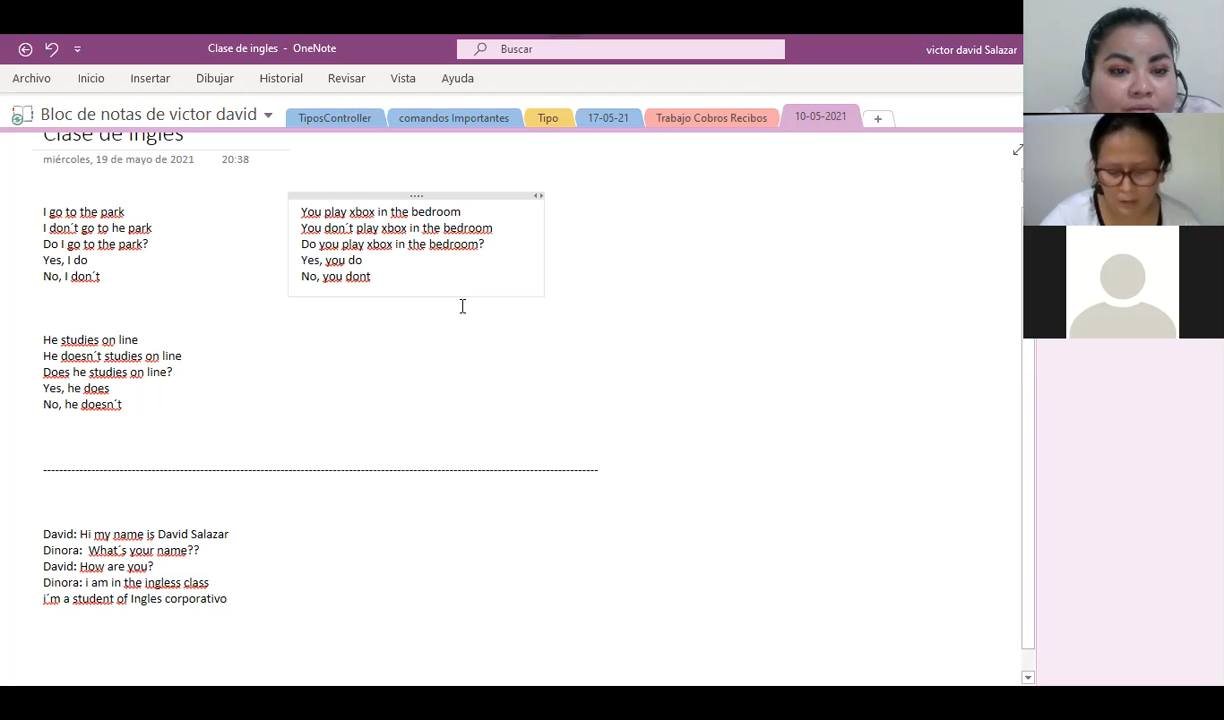 Clase de ingles - OneNote
Buscar
victor david Salazar
Archivo
Inicio
Insertar
Dibujar
Historial
Revisar
Vista
Ayuda
Bloc de notas de victor david
TiposController
comandos Importantes
Tipo
17-05-21
Trabajo Cobros Recibos
10-05-2021
+
Clase de ingles
miércoles, 19 de mayo de 2021
20:38
I go to the park
I don´t go to he park
Do I go to the park?
Yes, I do
No, I don´t
You play xbox in the bedroom
You don´t play xbox in the bedroom
Do you play xbox in the bedroom?
Yes, you do
No, you dont
He studies on line
He doesn´t studies on line
Does he studies on line?
Yes, he does
No, he doesn´t
David: Hi my name is David Salazar
Dinora: What´s your name??
David: How are you?
Dinora: i am in the ingless class
i´m a student of Ingles corporativo